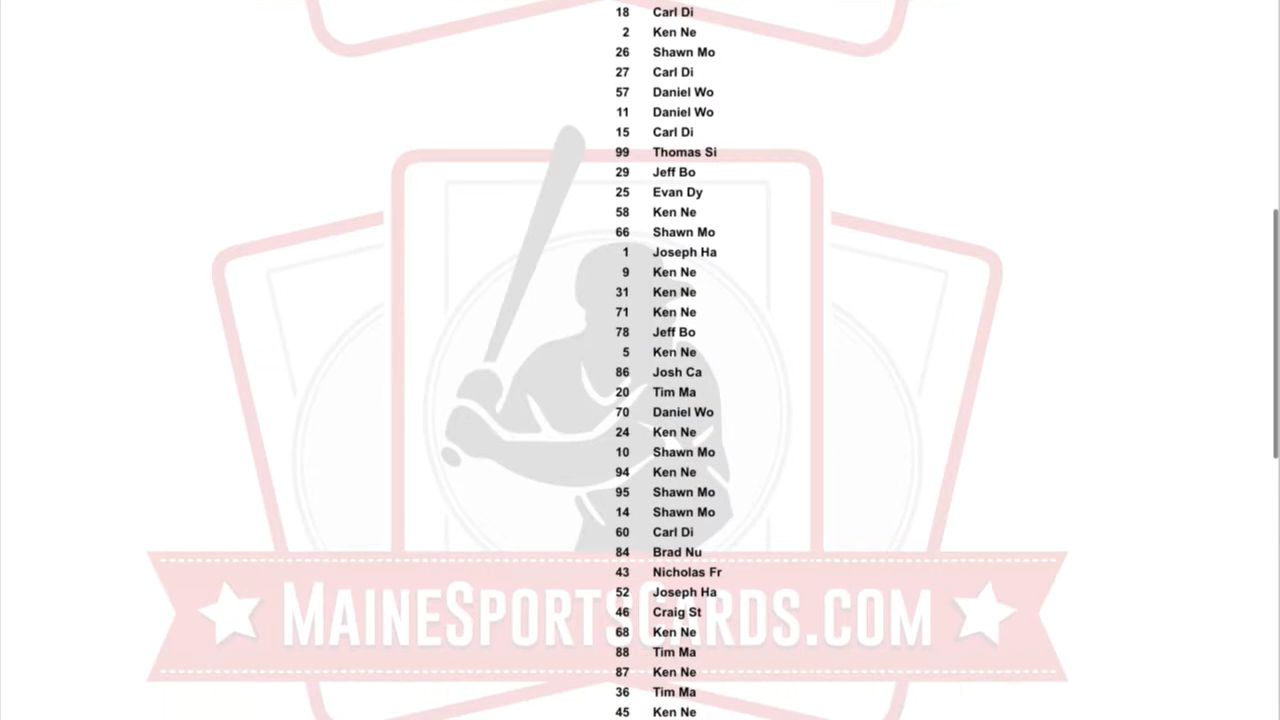 18 Carl Di
2 Ken Ne
26 Shawn Mo
27 Carl Di
57 Daniel Wo
11 Daniel Wo
15 Carl Di
99 Thomas Si
29 Jeff Bo
25 Evan Dy
58 Ken Ne
66 Shawn Mo
1 Joseph Ha
9 Ken Ne
31 Ken Ne
71 Ken Ne
78 Jeff Bo
5 Ken Ne
86 Josh Ca
20 Tim Ma
70 Daniel Wo
24 Ken Ne
10 Shawn Mo
94 Ken Ne
95 Shawn Mo
14 Shawn Mo
60 Carl Di
84 Brad Nu
43 Nicholas Fr
52 Joseph Ha
46 Craig St
MAINESPORTSCARDS.COM
68 Ken Ne
88 Tim Ma
87 Ken Ne
36 Tim Ma
45 Ken Ne